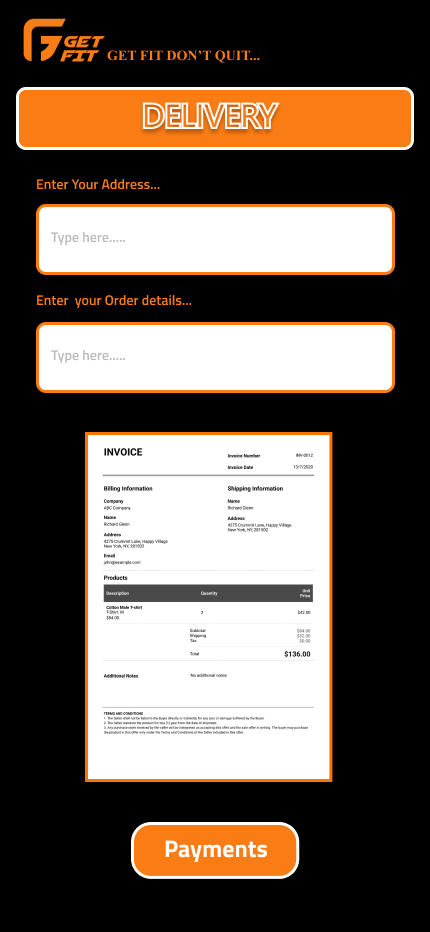 GET
FIT
GET FIT DON'T QUIT...
DELIVERY
Enter Your Address...
Type here.....
Enter  your Order details...
Type here.....
INVOICE
Invoice Number INV-0012
Invoice Date 13/7/2020
Billing Information Shipping Information
Company Name
ABC Company Richard Glenn
Name Address
Richard Glenn 4275 Crummit Lane, Happy Village
New York, NY, 201502
Address
4275 Crummit Lane, Happy Village
New York, NY, 201502
Email
john@example.com
Products
Description Quantity Unit
Price
Cotton Male T-shirt
T-Shirt: M 2 $42.00
$84.00
Subtotal $84.00
Shipping $52.00
Tax $0.00
Total $136.00
Additional Notes No additional notes
TERMS AND CONDITIONS
1. The Seller shall not be liable to the Buyer directly or indirectly for any loss or damage suffered by the Buyer.
2. The Seller warrants the product for one (1) year from the date of shipment.
3. Any purchase order received by the seller will be interpreted as accepting this offer and the sale offer in writing. The buyer may purchase
the product in this offer only under the Terms and Conditions of the Seller included in this offer.
Payments